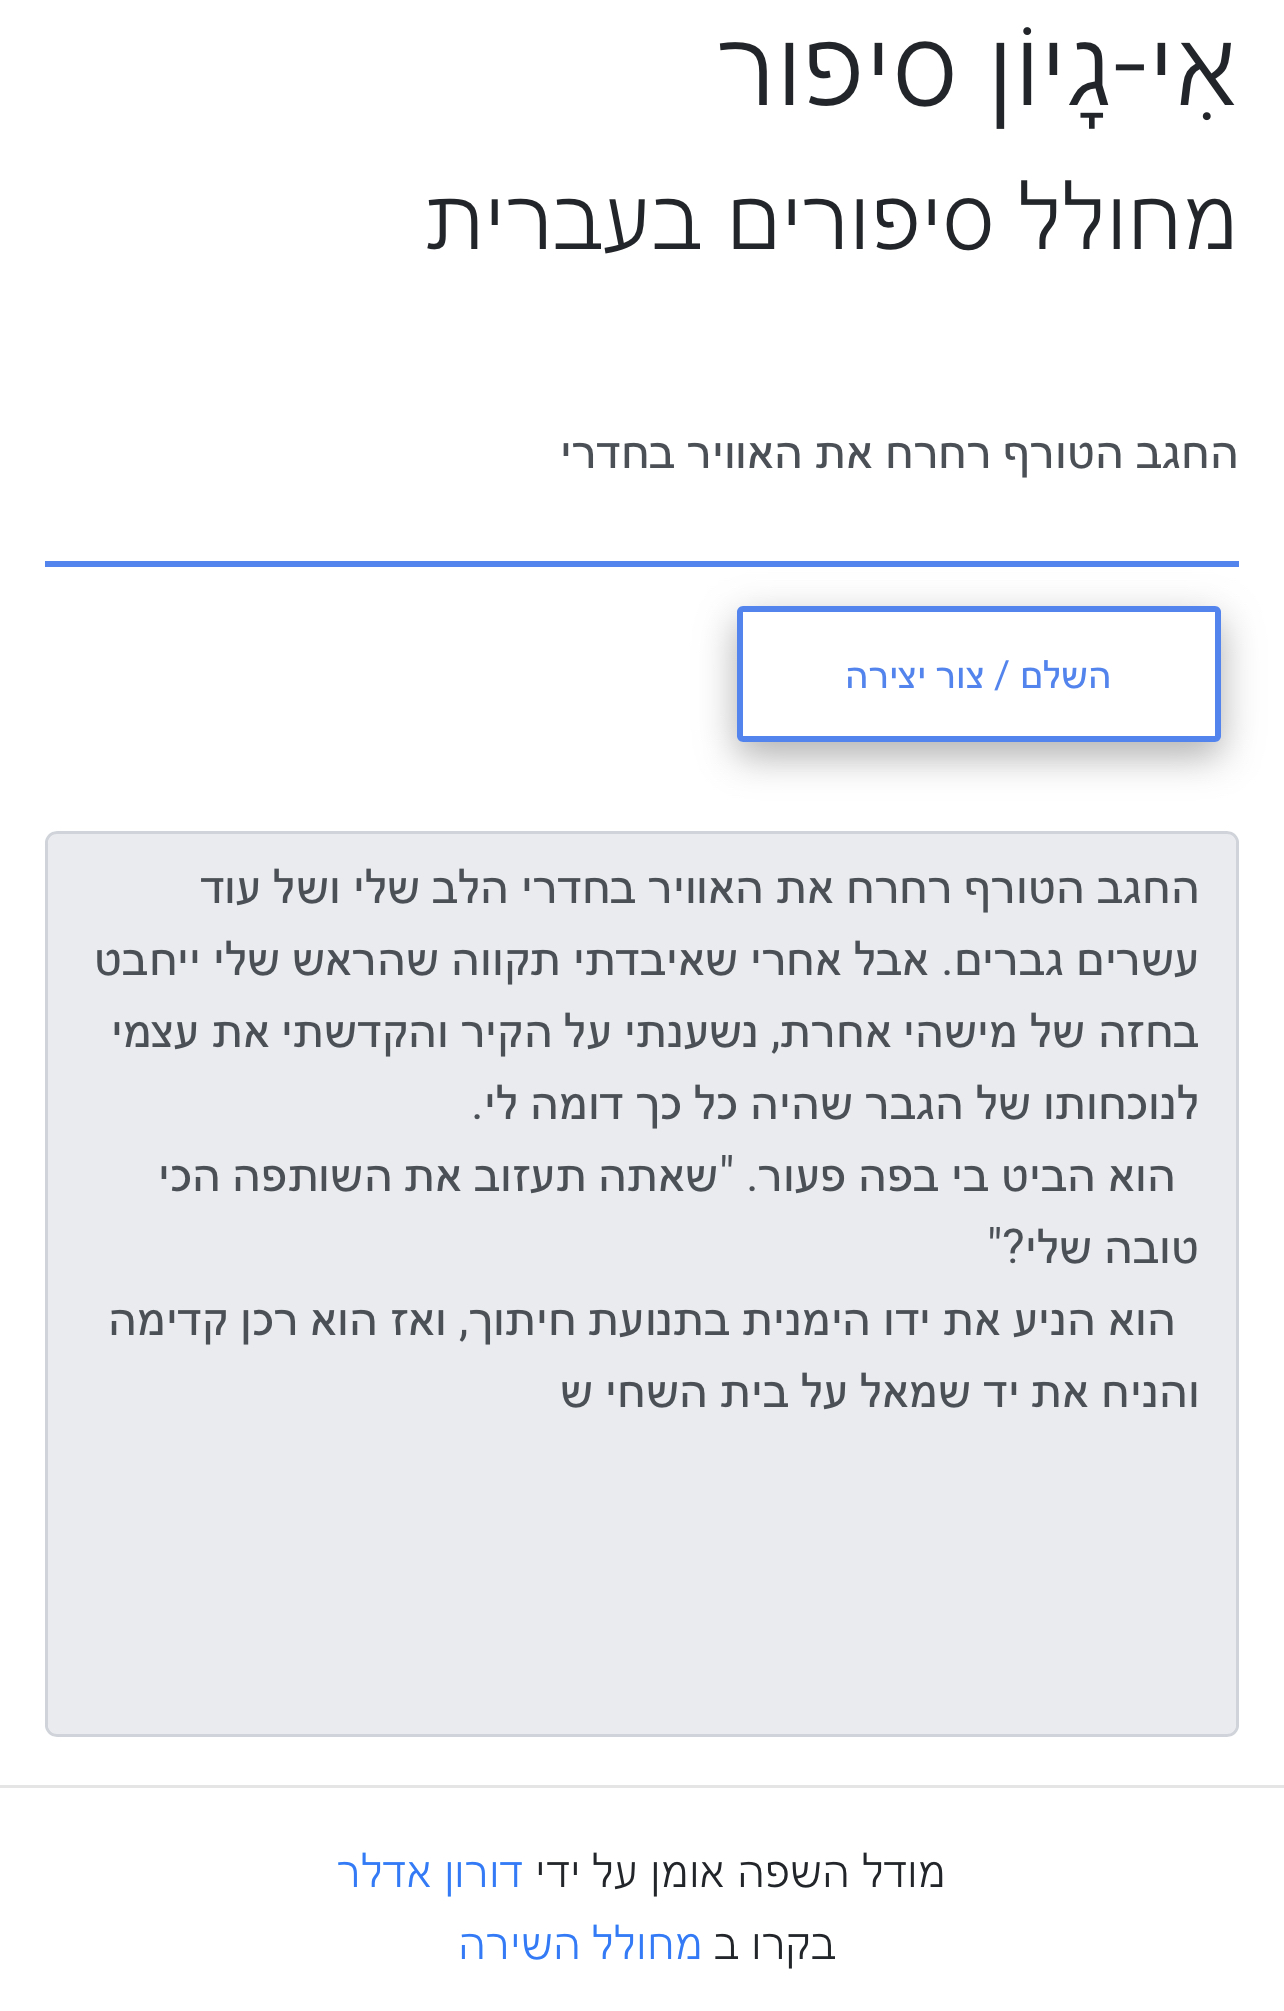 אִי-גָיוֹן סיפור
מחולל סיפורים בעברית
החגב הטורף רחרח את האוויר בחדרי
השלם / צור יצירה
החגב הטורף רחרח את האוויר בחדרי הלב שלי ושל עוד
עשרים גברים. אבל אחרי שאיבדתי תקווה שהראש שלי ייחבט
בחזה של מישהי אחרת, נשענתי על הקיר והקדשתי את עצמי
לנוכחותו של הגבר שהיה כל כך דומה לי.
הוא הביט בי בפה פעור. "שאתה תעזוב את השותפה הכי
טובה שלי?"
הוא הניע את ידו הימנית בתנועת חיתוך, ואז הוא רכן קדימה
והניח את יד שמאל על בית השחי ש
מודל השפה אומן על ידי דורון אדלר
בקרו ב מחולל השירה